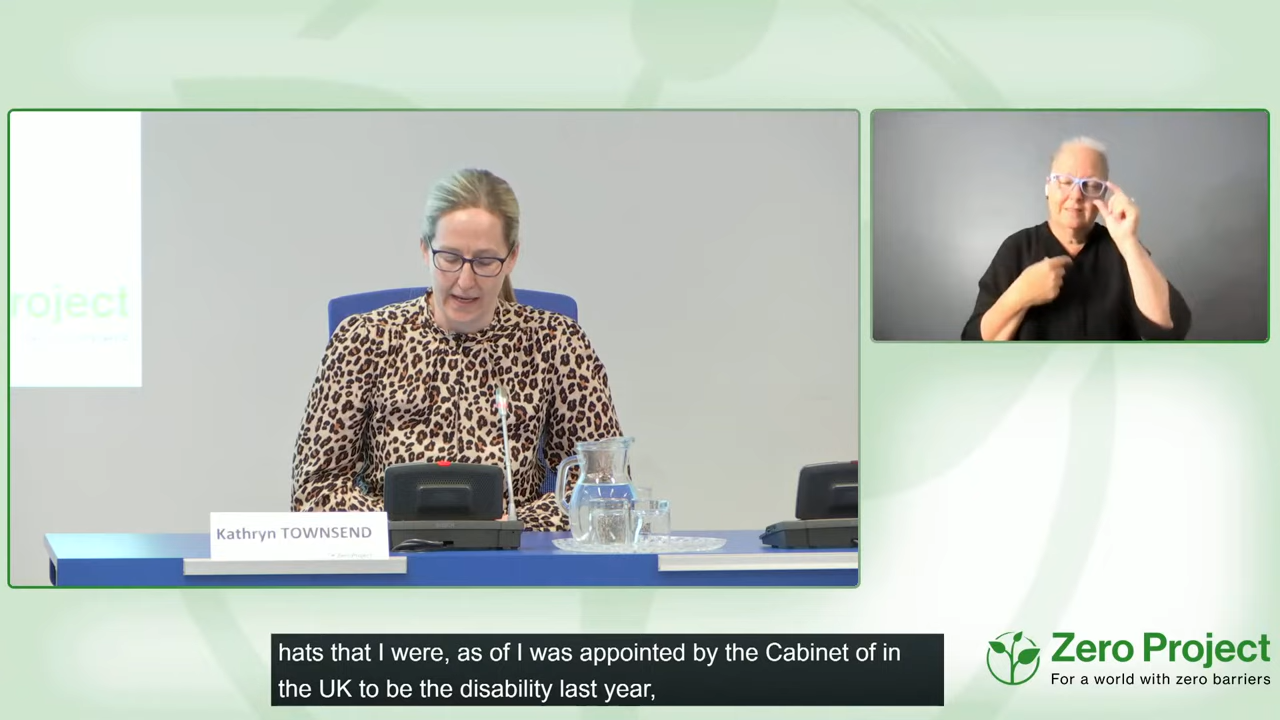 roject
Kathryn TOWNSEND
hats that I were, as of I was appointed by the Cabinet of in
the UK to be the disability last year,
Zero Project
For a world with zero barriers